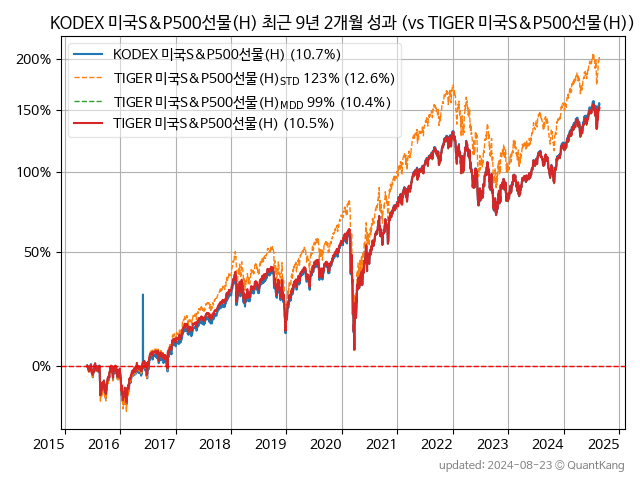 KODEX 미국S&P500선물(H) 최근 9년 2개월 성과 (vs TIGER 미국S&P500선물(H))
KODEX 미국S&P500선물(H) (10.7%)
TIGER 미국S&P500선물(H)STD 123% (12.6%)
TIGER 미국S&P500선물(H)MDD 99% (10.4%)
TIGER 미국S&P500선물(H) (10.5%)
200%
150%
100%
50%
0%
2015 2016 2017 2018 2019 2020 2021 2022 2023 2024 2025
updated: 2024-08-23 © QuantKang